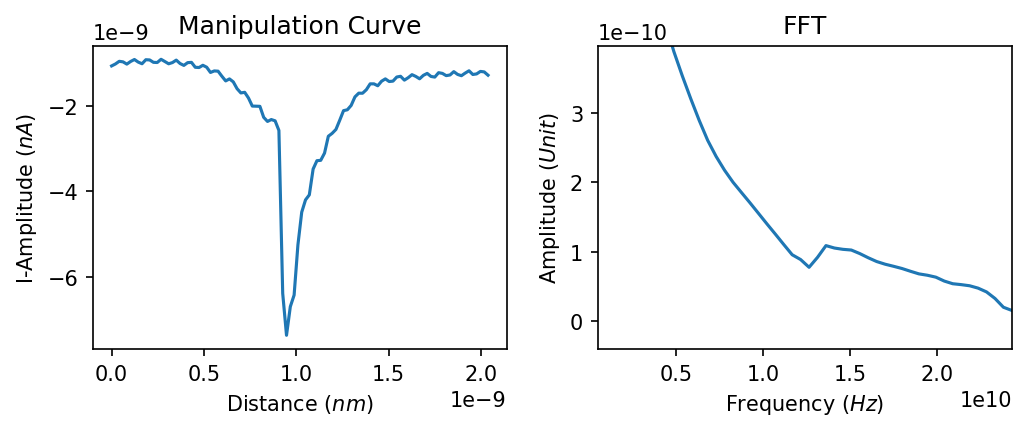 Manipulation Curve
1e−9
−2
−4
−6
I-Amplitude (nA)
0.0 0.5 1.0 1.5 2.0
Distance (nm)
1e−9
FFT
1e−10
3
2
1
0
Amplitude (Unit)
0.5 1.0 1.5 2.0
Frequency (Hz)
1e10